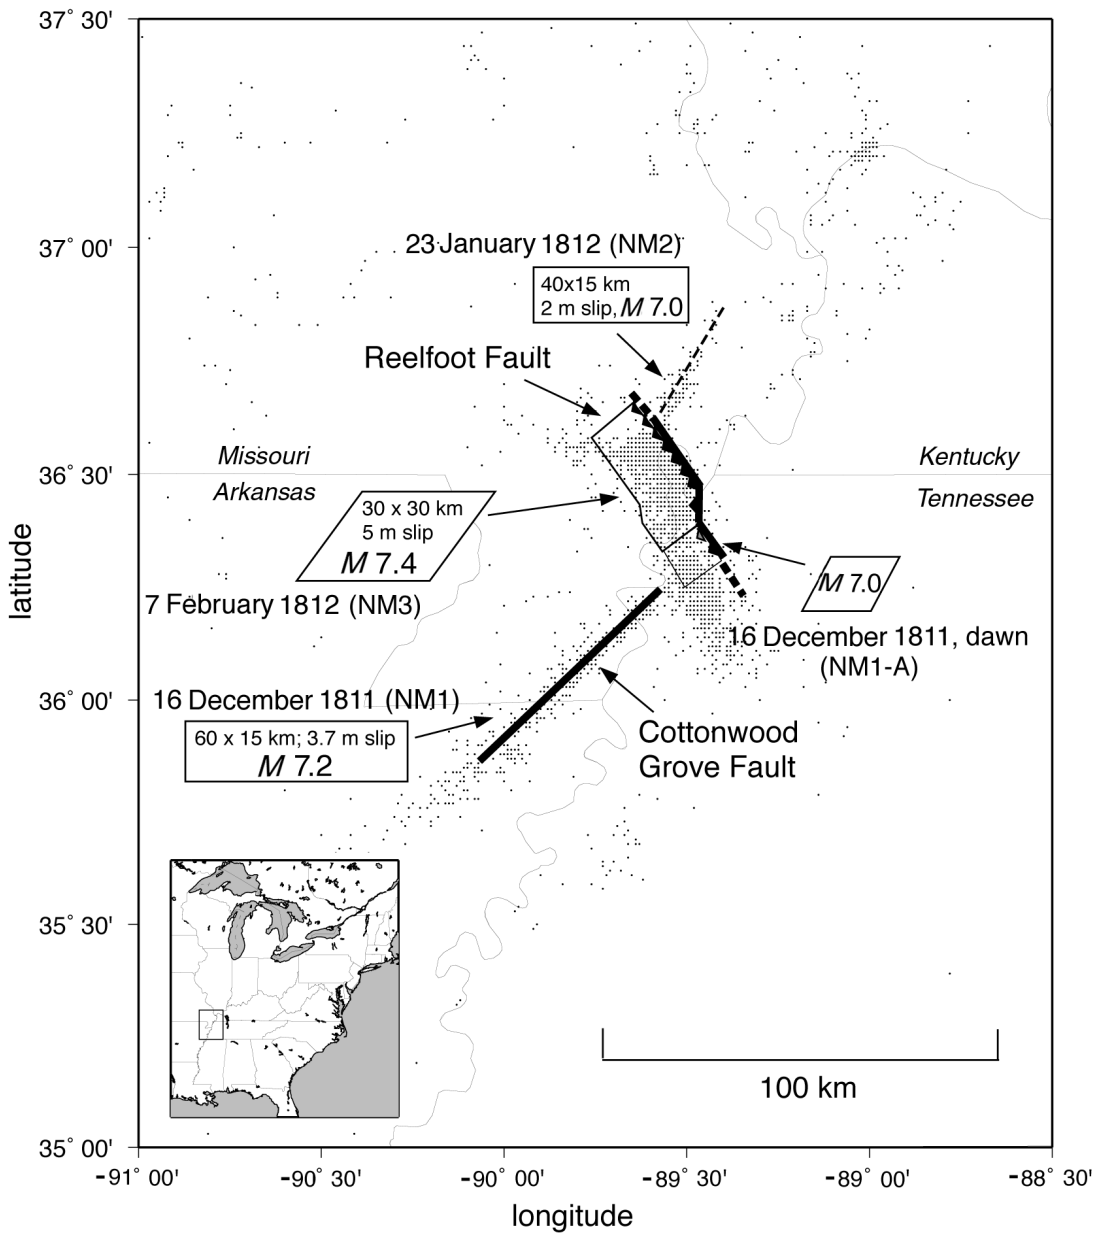 37° 30'
37° 00'
23 January 1812 (NM2)
40x15 km
2 m slip, M 7.0
Reelfoot Fault
Missouri
Kentucky
36° 30'
Arkansas
Tennessee
30 x 30 km
5 m slip
M 7.4
M 7.0
7 February 1812 (NM3)
latitude
16 December 1811, dawn
(NM1-A)
36° 00'
16 December 1811 (NM1)
60 x 15 km; 3.7 m slip
M 7.2
Cottonwood
Grove Fault
35° 30'
100 km
35° 00'
-91° 00'
-90° 30'
-90° 00'
-89° 30'
-89° 00'
-88° 30'
longitude